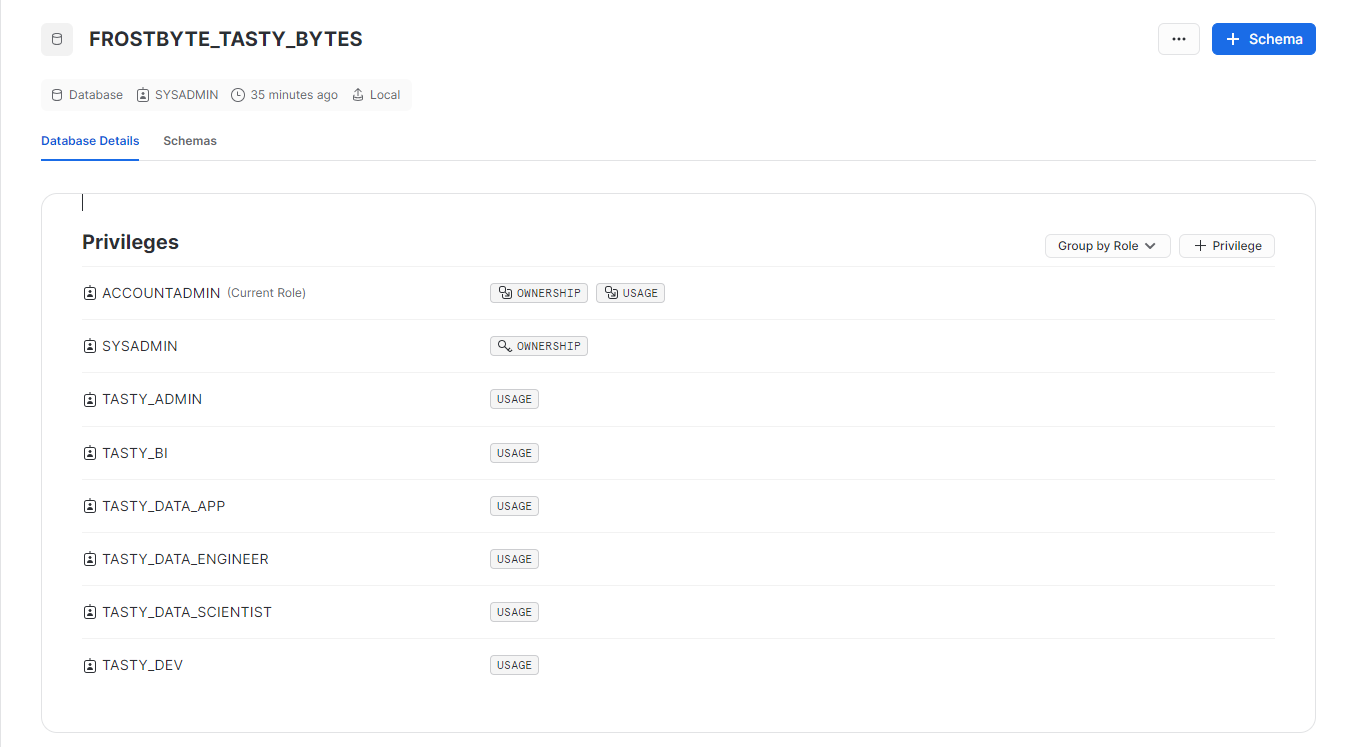 FROSTBYTE_TASTY_BYTES
... + Schema
Database SYSADMIN 35 minutes ago Local
Database Details Schemas
Privileges
Group by Role + Privilege
ACCOUNTADMIN (Current Role) OWNERSHIP USAGE
SYSADMIN OWNERSHIP
TASTY_ADMIN USAGE
TASTY_BI USAGE
TASTY_DATA_APP USAGE
TASTY_DATA_ENGINEER USAGE
TASTY_DATA_SCIENTIST USAGE
TASTY_DEV USAGE